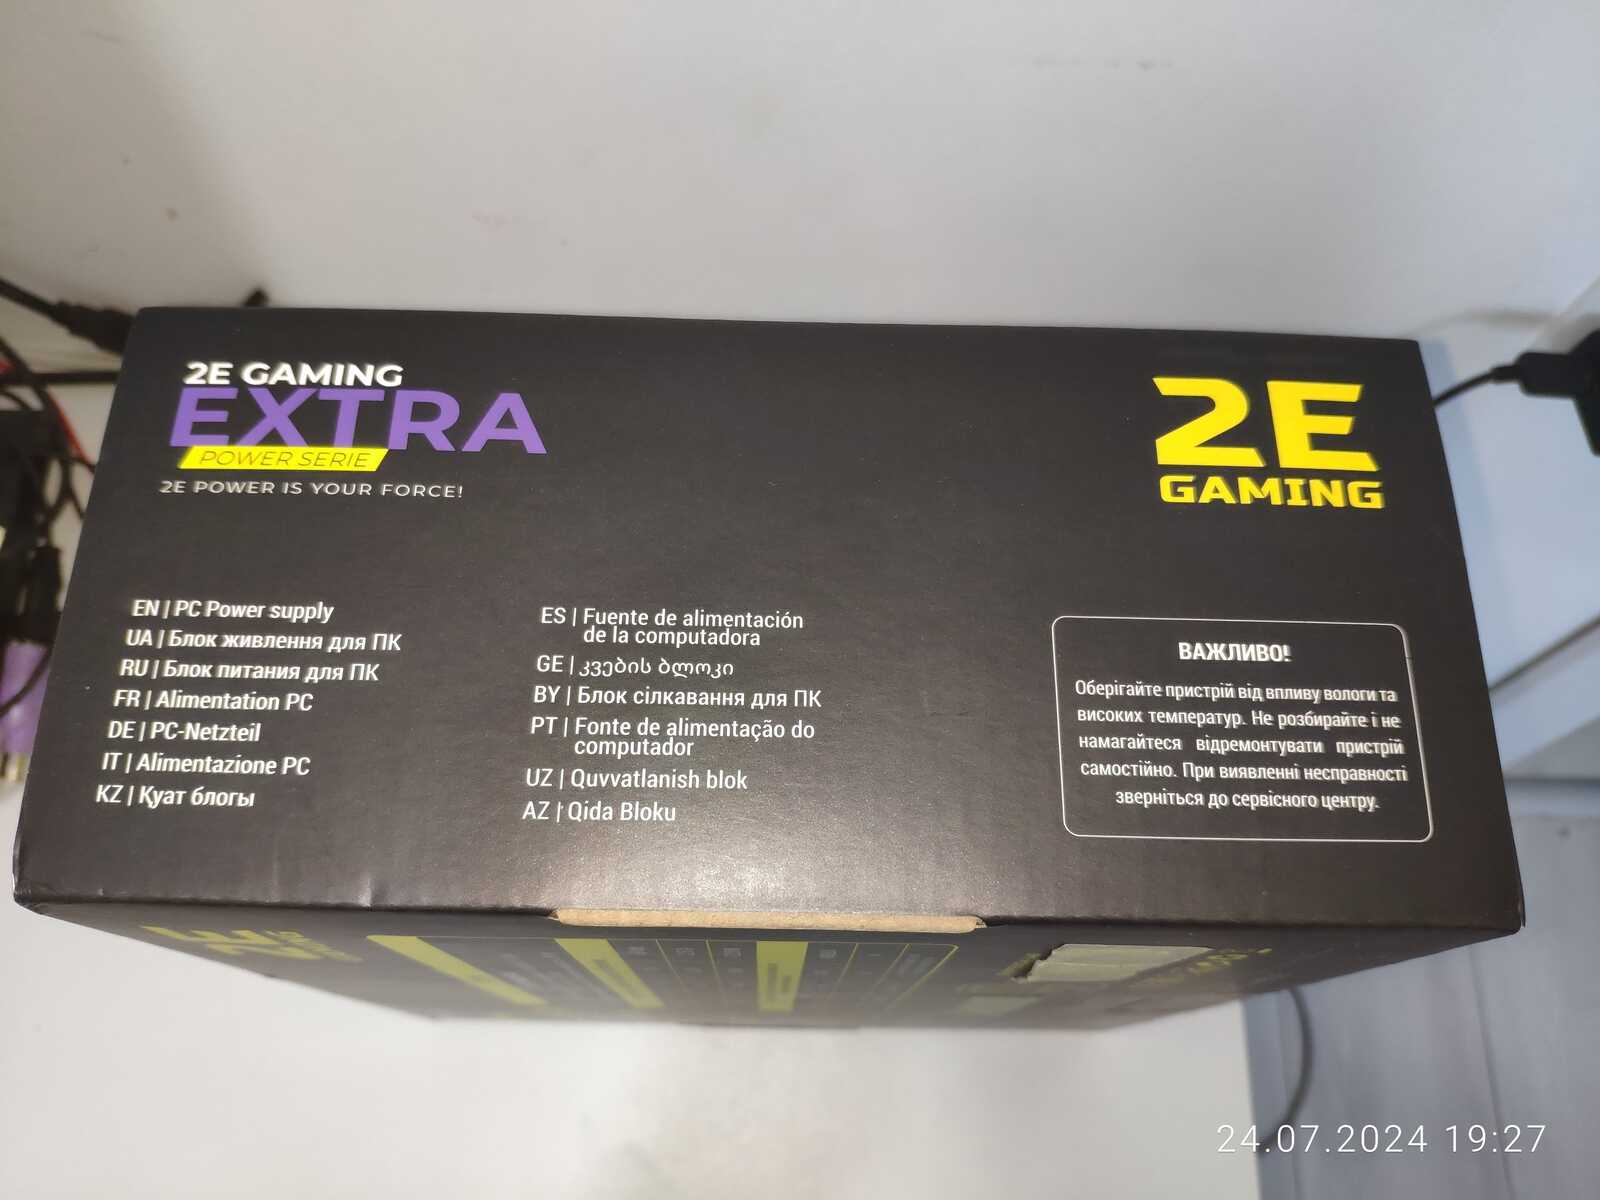 2E GAMING
EXTRA
POWER SERIE
2E POWER IS YOUR FORCE!
2E
GAMING
EN | PC Power supply
UA | Блок живлення для ПК
RU | Блок питания для ПК
FR | Alimentation PC
DE | PC-Netzteil
IT | Alimentazione PC
KZ | Қуат блогы
ES | Fuente de alimentación
de la computadora
GE | კვების ბლოკი
BY | Блок сілкавання для ПК
PT | Fonte de alimentação do
computador
UZ | Quvvatlanish blok
AZ | Qida Bloku
ВАЖЛИВО!
Оберігайте пристрій від впливу вологи та
високих температур. Не розбирайте і не
намагайтеся відремонтувати пристрій
самостійно. При виявленні несправності
зверніться до сервісного центру.
24.07.2024 19:27